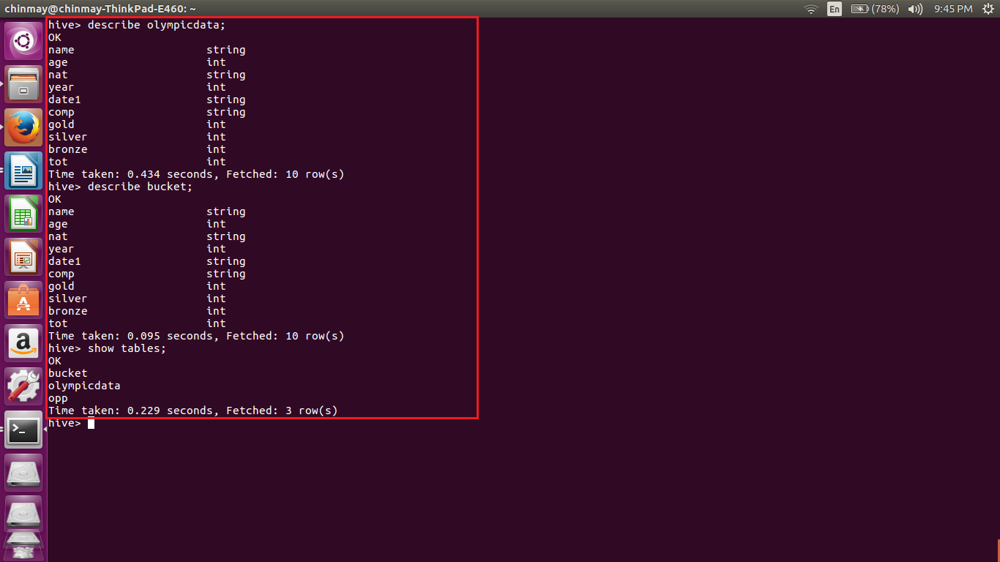 chinmay@chinmay-ThinkPad-E460: ~
En (78%) 9:45 PM
hive> describe olympicdata;
OK
name string
age int
nat string
year int
date1 string
comp string
gold int
silver int
bronze int
tot int
Time taken: 0.434 seconds, Fetched: 10 row(s)
hive> describe bucket;
OK
name string
age int
nat string
year int
date1 string
comp string
gold int
silver int
bronze int
tot int
Time taken: 0.095 seconds, Fetched: 10 row(s)
hive> show tables;
OK
bucket
olympicdata
opp
Time taken: 0.229 seconds, Fetched: 3 row(s)
hive>